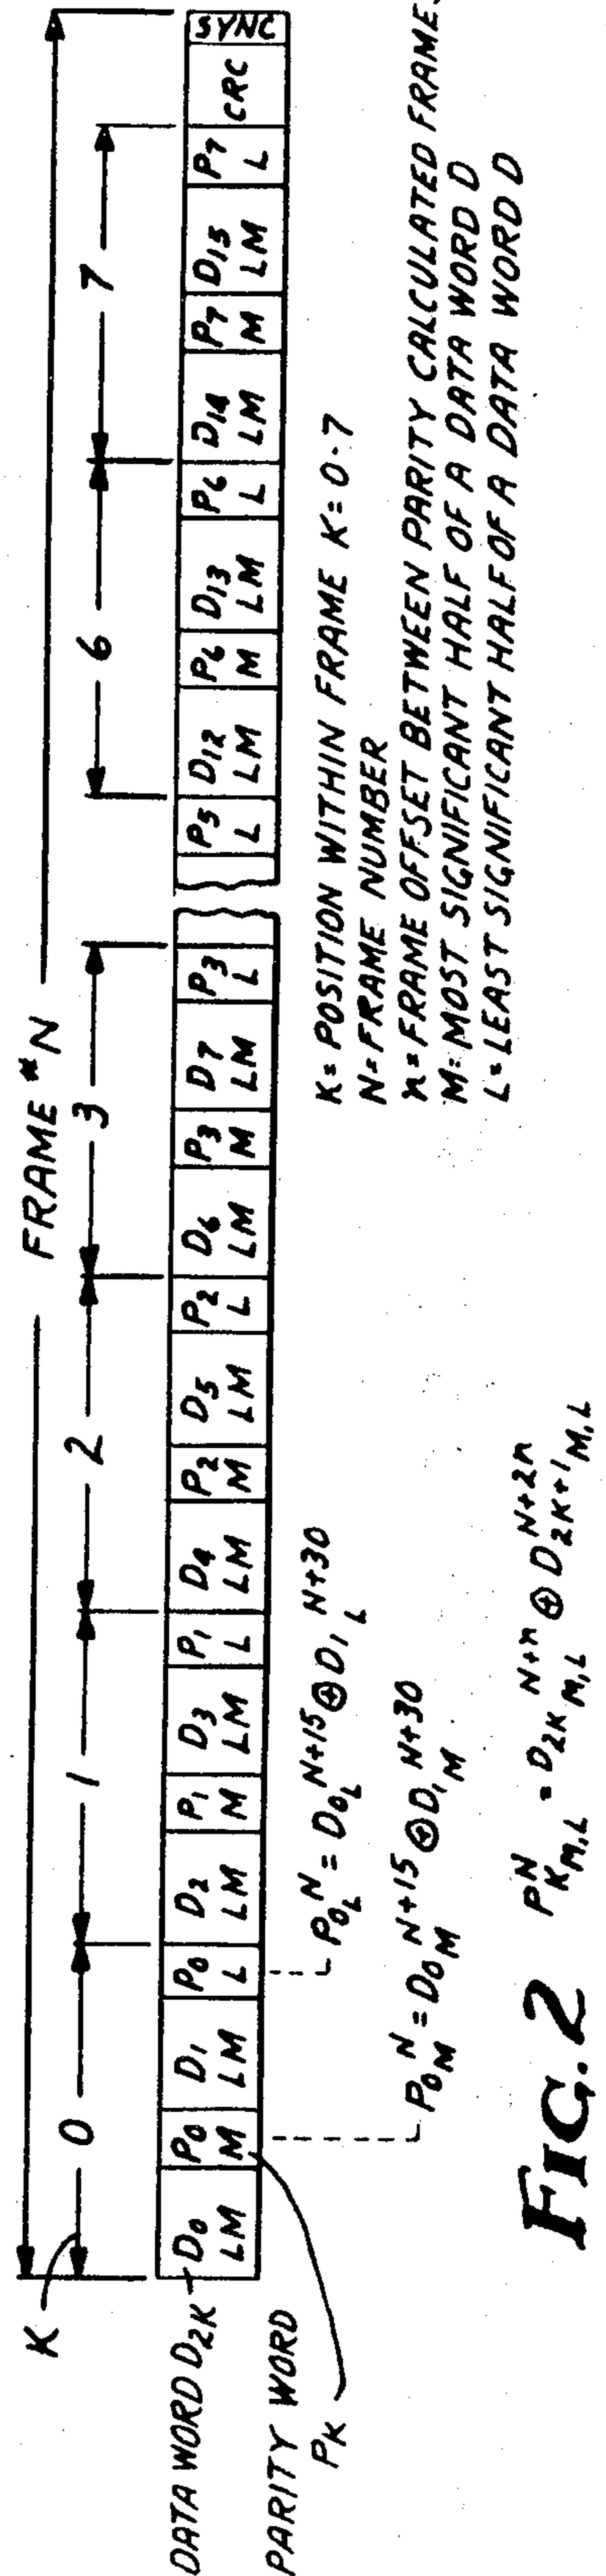 FRAME #N
K 0 1 2 3 6 7
DATA WORD D2K
D0 LM P0 M D1 LM P0 L D2 LM P1 M D3 LM P1 L D4 LM P2 M D5 LM P2 L D6 LM P3 M D7 LM P3 L P5 L D12 LM P6 M D13 LM P6 L D14 LM P7 M D15 LM P7 L CRC SYNC
PARITY WORD
PK
P0L^N = D0L^N+15 ⊕ D1L^N+30
P0M^N = D0M^N+15 ⊕ D1M^N+30
K= POSITION WITHIN FRAME K=0-7
N= FRAME NUMBER
n= FRAME OFFSET BETWEEN PARITY CALCULATED FRAMES
M= MOST SIGNIFICANT HALF OF A DATA WORD D
L= LEAST SIGNIFICANT HALF OF A DATA WORD D
FIG. 2
PK M,L^N = D2K M,L^N+n ⊕ D2K+1 M,L^N+2n